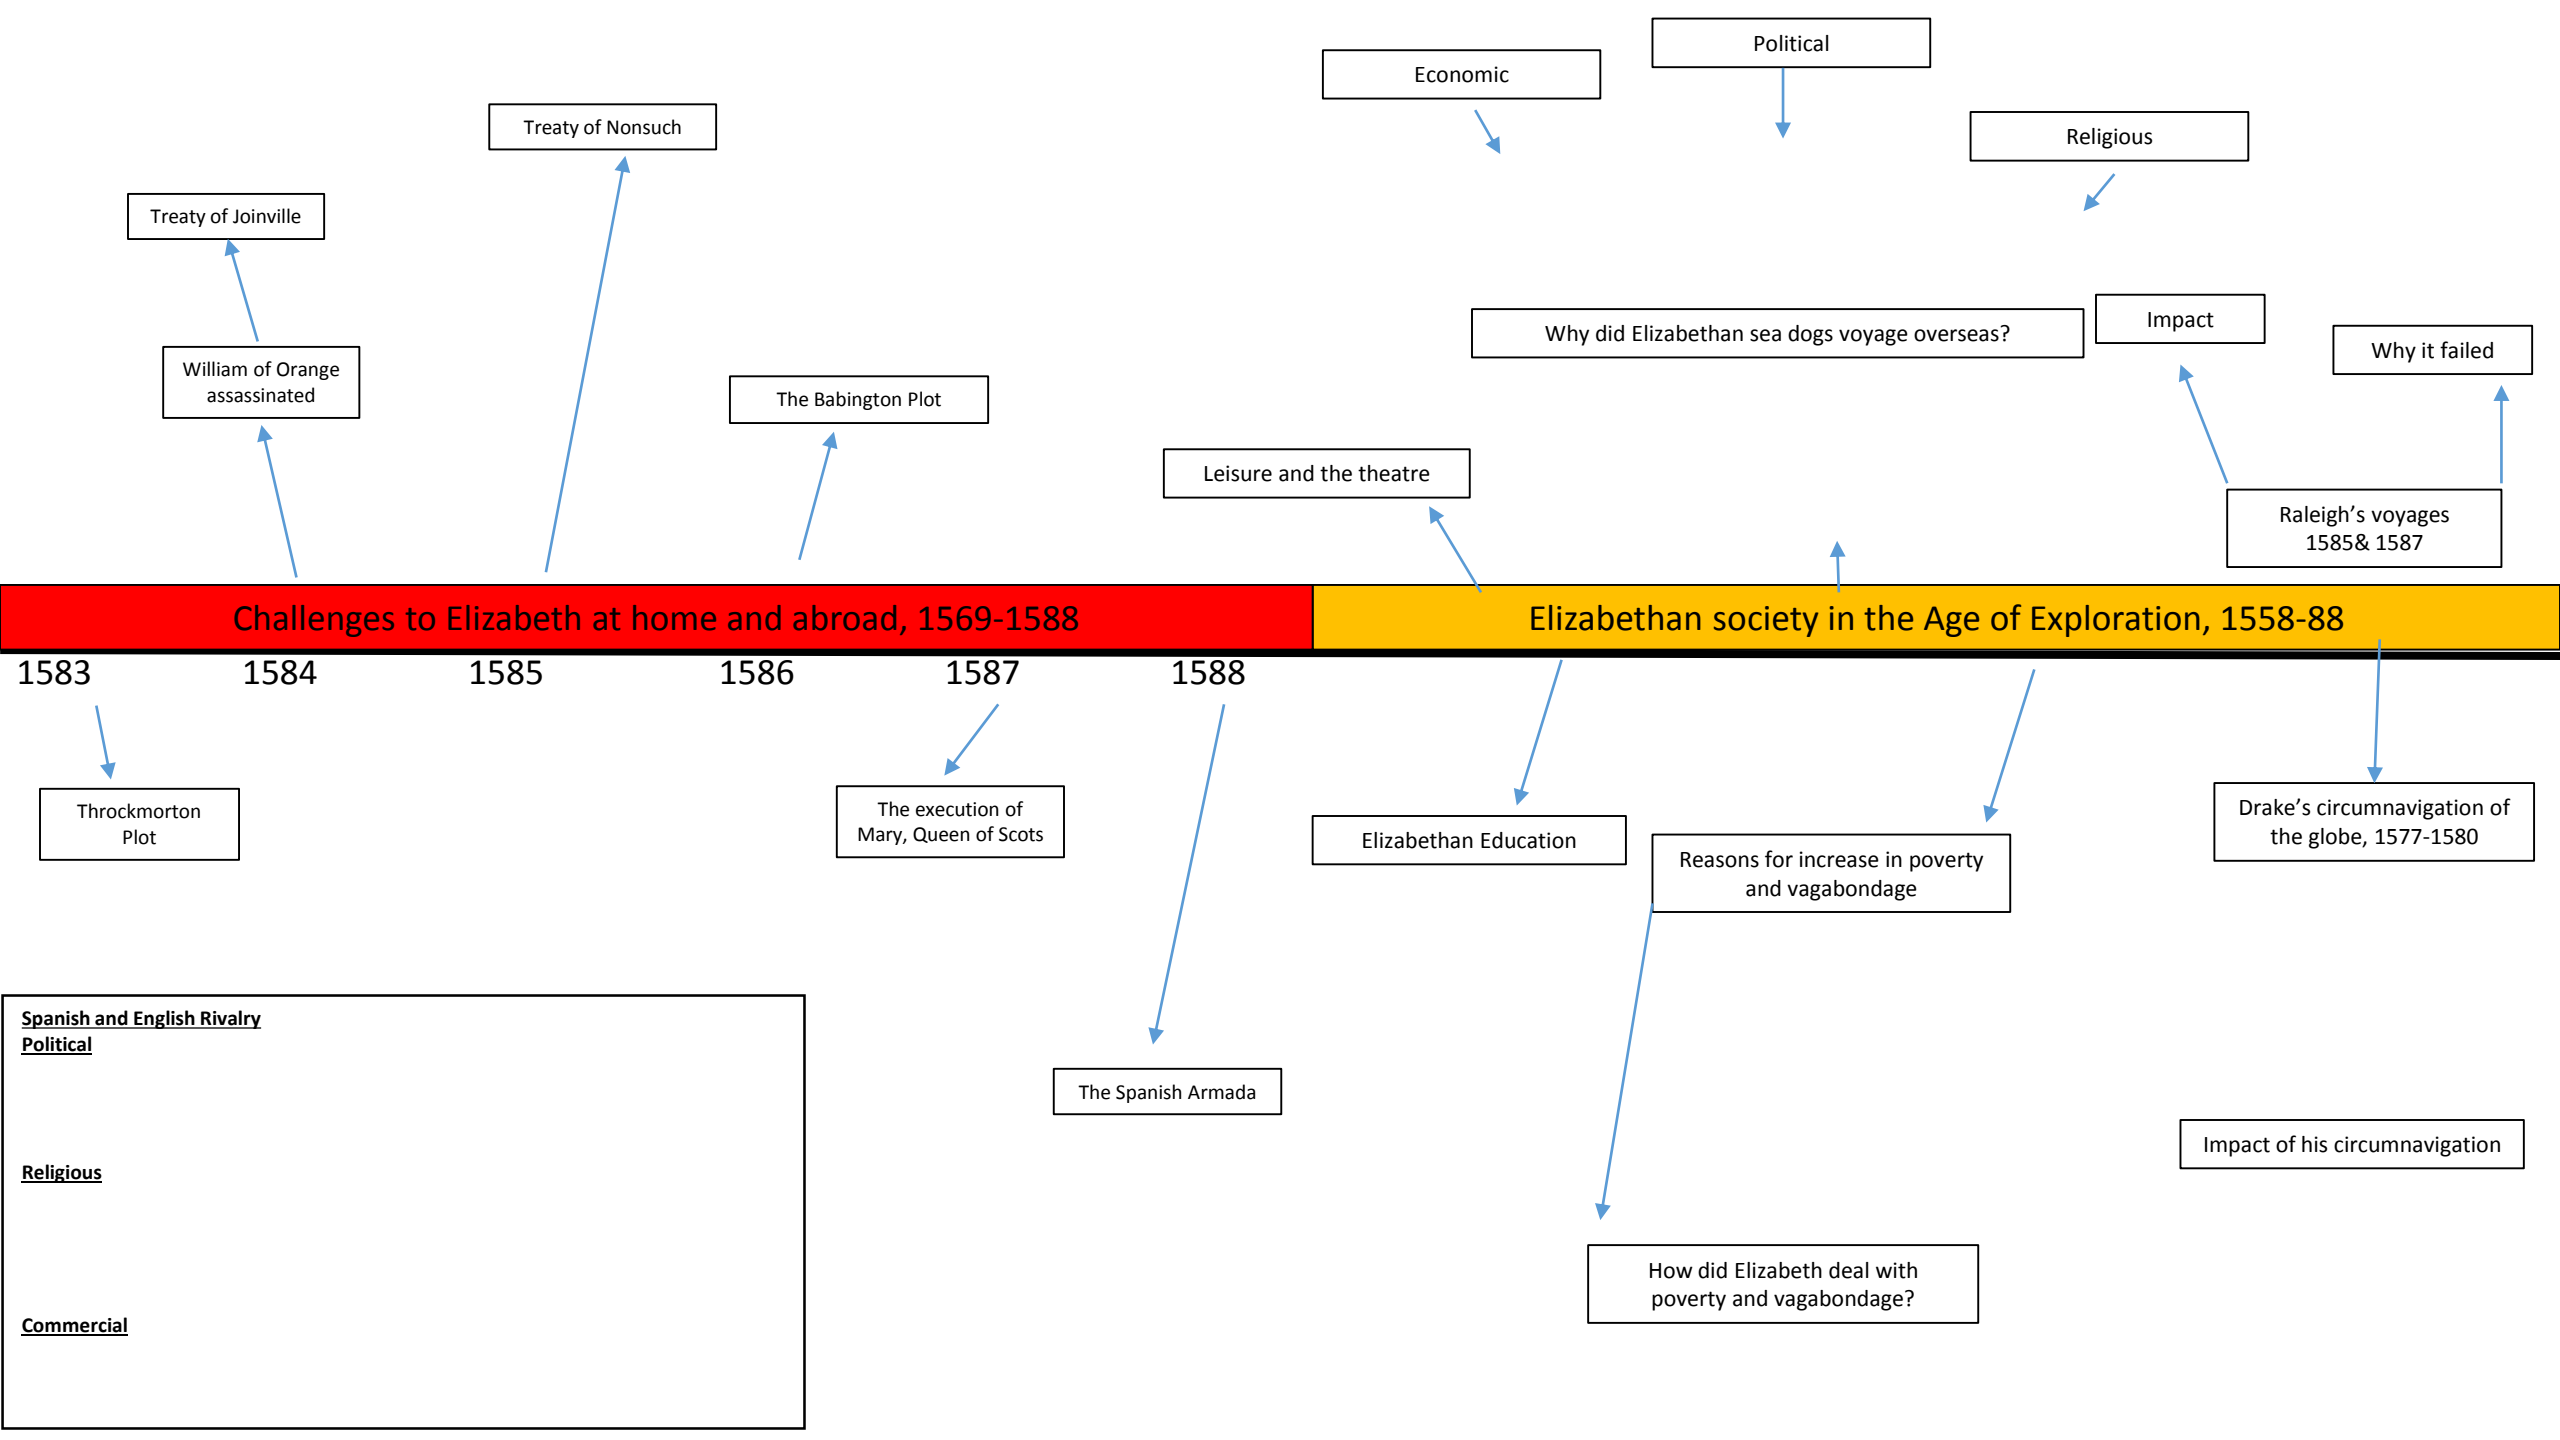 Political
Economic
Treaty of Nonsuch
Religious
Treaty of Joinville
Impact
Why did Elizabethan sea dogs voyage overseas?
Why it failed
William of Orange
assassinated
The Babington Plot
Leisure and the theatre
Raleigh’s voyages
1585& 1587
Challenges to Elizabeth at home and abroad, 1569-1588
Elizabethan society in the Age of Exploration, 1558-88
1583
1584
1585
1586
1587
1588
Throckmorton
Plot
The execution of
Mary, Queen of Scots
Elizabethan Education
Reasons for increase in poverty
and vagabondage
Drake’s circumnavigation of
the globe, 1577-1580
Spanish and English Rivalry
Political
Religious
Commercial
The Spanish Armada
Impact of his circumnavigation
How did Elizabeth deal with
poverty and vagabondage?